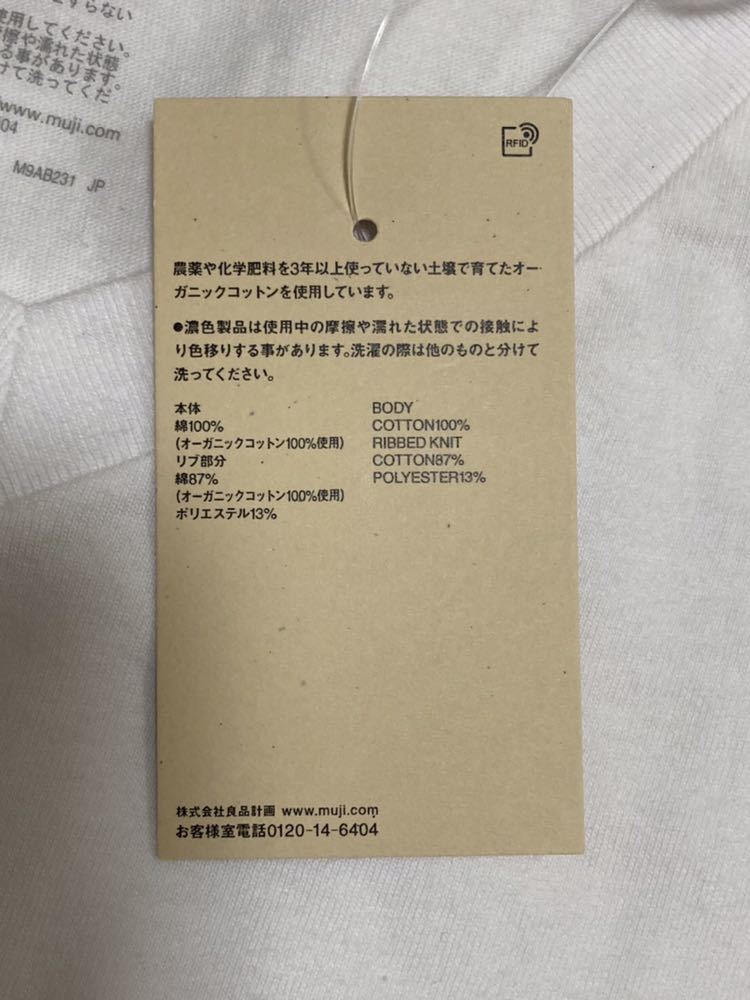 とすらない
使用してください。
摩擦や濡れた状態
る事があります。
けて洗ってくだ
www.muji.com
04
M9AB231 JP
RFID
農薬や化学肥料を3年以上使っていない土壌で育てたオー
ガニックコットンを使用しています。
●濃色製品は使用中の摩擦や濡れた状態での接触によ
り色移りする事があります。洗濯の際は他のものと分けて
洗ってください。
本体
綿100%
(オーガニックコットン100%使用)
リブ部分
綿87%
(オーガニックコットン100%使用)
ポリエステル13%
BODY
COTTON100%
RIBBED KNIT
COTTON87%
POLYESTER13%
株式会社良品計画 www.muji.com
お客様室電話0120-14-6404